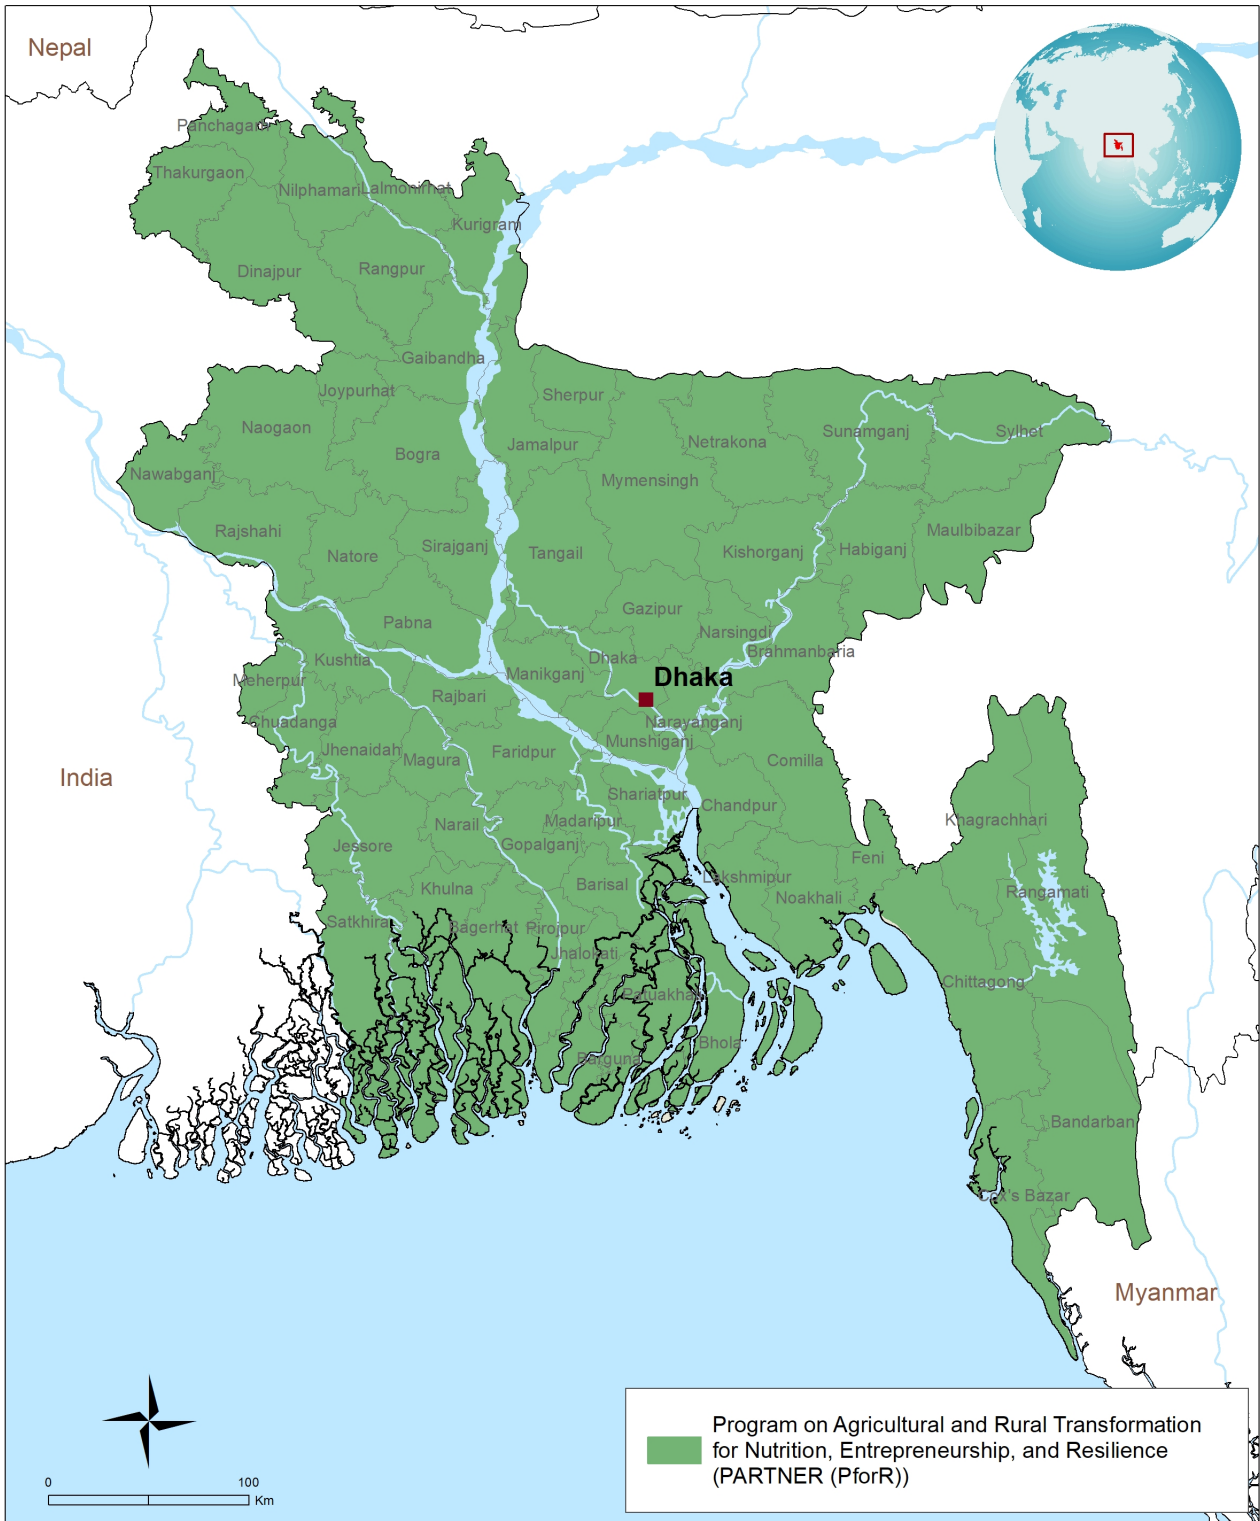 Nepal
Panchagarh
Thakurgaon
Nilphamari
Lalmonirhat
Kurigram
Dinajpur
Rangpur
Gaibandha
Joypurhat
Sherpur
Naogaon
Bogra
Jamalpur
Netrakona
Sunamganj
Sylhet
Nawabganj
Mymensingh
Rajshahi
Natore
Sirajganj
Tangail
Kishorganj
Habiganj
Maulbibazar
Gazipur
Pabna
Narsingdi
Brahmanbaria
Kushtia
Dhaka
Meherpur
Manikganj
Dhaka
Rajbari
Chuadanga
Narayanganj
Jhenaidah
Magura
Faridpur
Munshiganj
Comilla
India
Shariatpur
Chandpur
Madaripur
Narail
Gopalganj
Khagrachhari
Jessore
Feni
Khulna
Barisal
Lakshmipur
Noakhali
Rangamati
Satkhira
Bagerhat
Pirojpur
Jhalokati
Chittagong
Patuakhali
Bhola
Barguna
Bandarban
Cox's Bazar
Myanmar
0 100
Km
Program on Agricultural and Rural Transformation
for Nutrition, Entrepreneurship, and Resilience
(PARTNER (PforR))